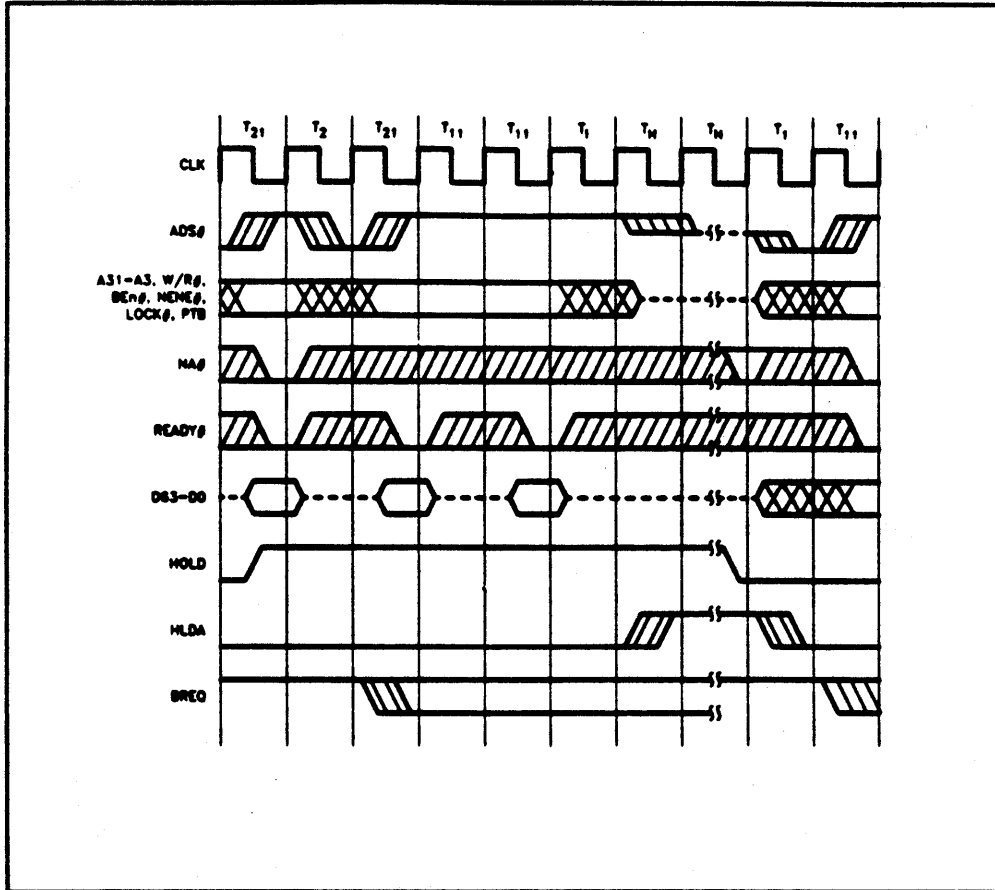 T21 T2 T21 T11 T11 TI TH TH T1 T11
CLK
ADS#
A31-A3, W/R#,
BEn#, NENE#,
LOCK#, PTB
NA#
READY#
D63-D0
HOLD
HLDA
BREQ